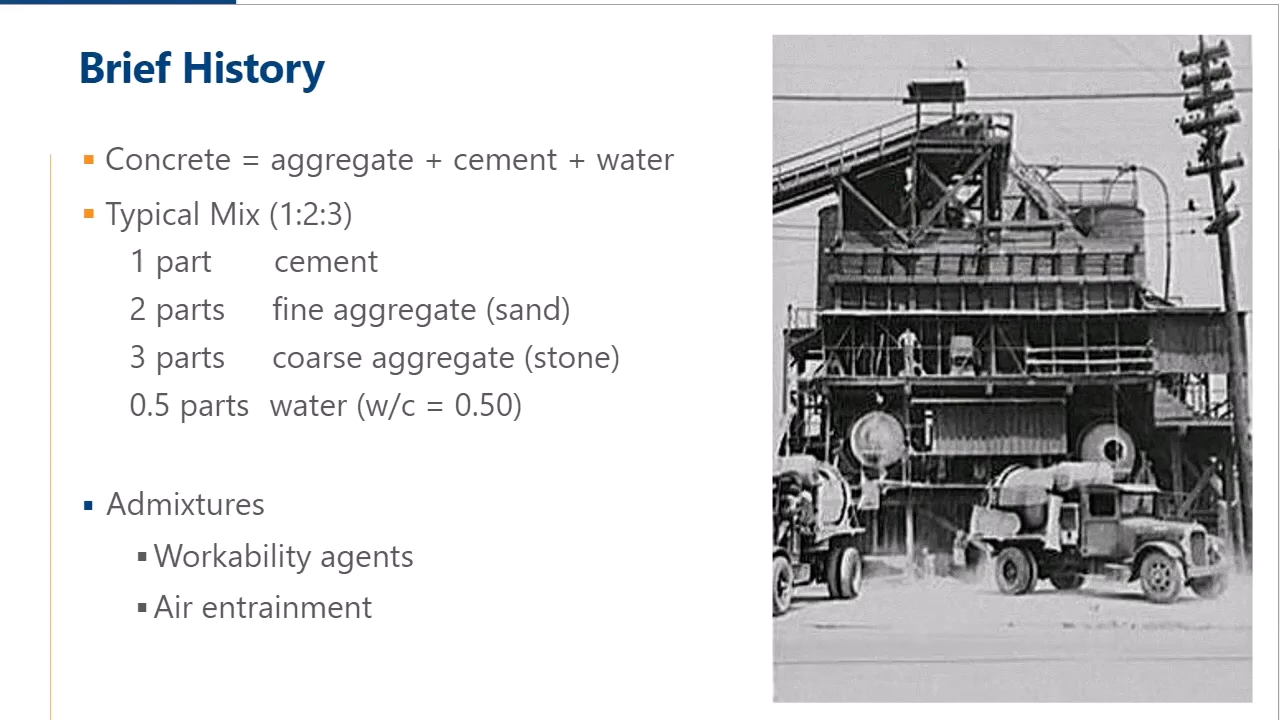 Brief History
Concrete = aggregate + cement + water
Typical Mix (1:2:3)
1 part cement
2 parts fine aggregate (sand)
3 parts coarse aggregate (stone)
0.5 parts water (w/c = 0.50)
Admixtures
Workability agents
Air entrainment